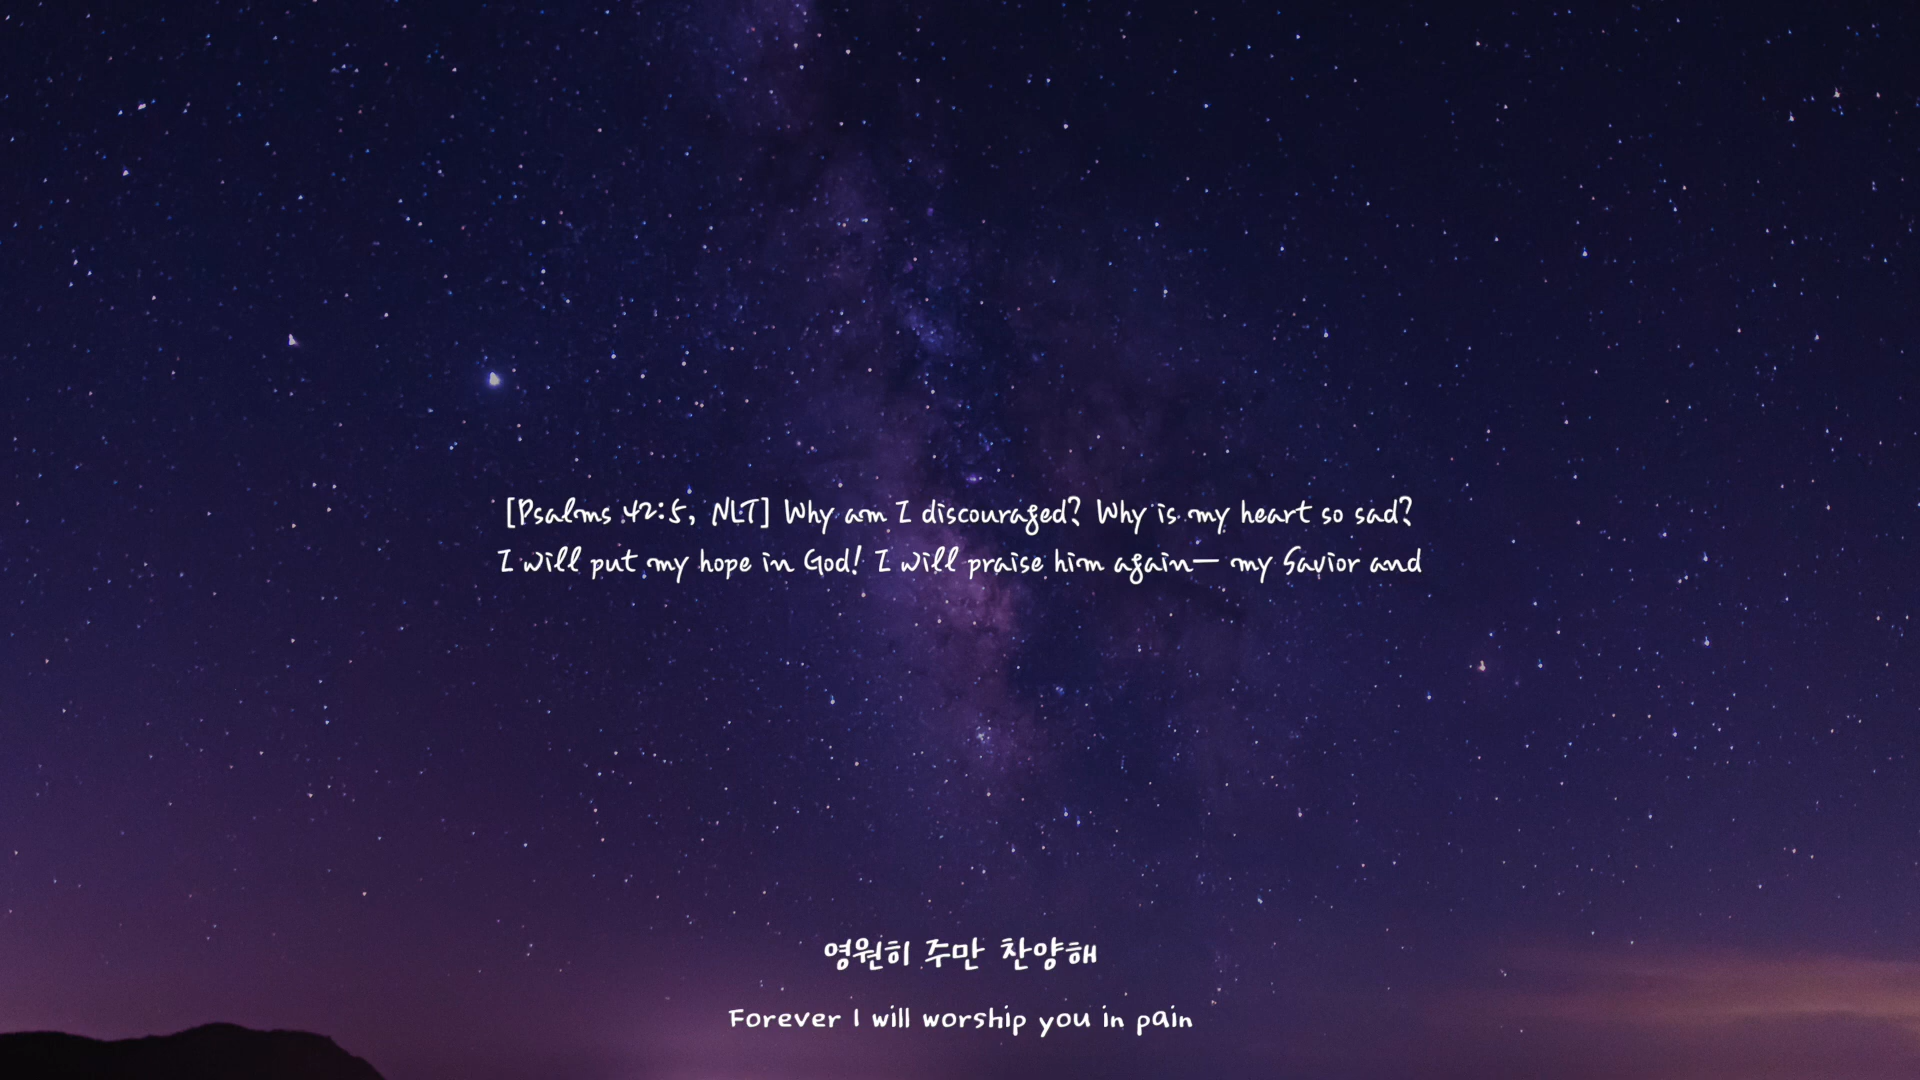 [Psalms 42:5, NLT] Why am I discouraged? Why is my heart so sad?
I will put my hope in God! I will praise him again— my Savior and
영원히 주만 찬양해
Forever I will worship you in pain